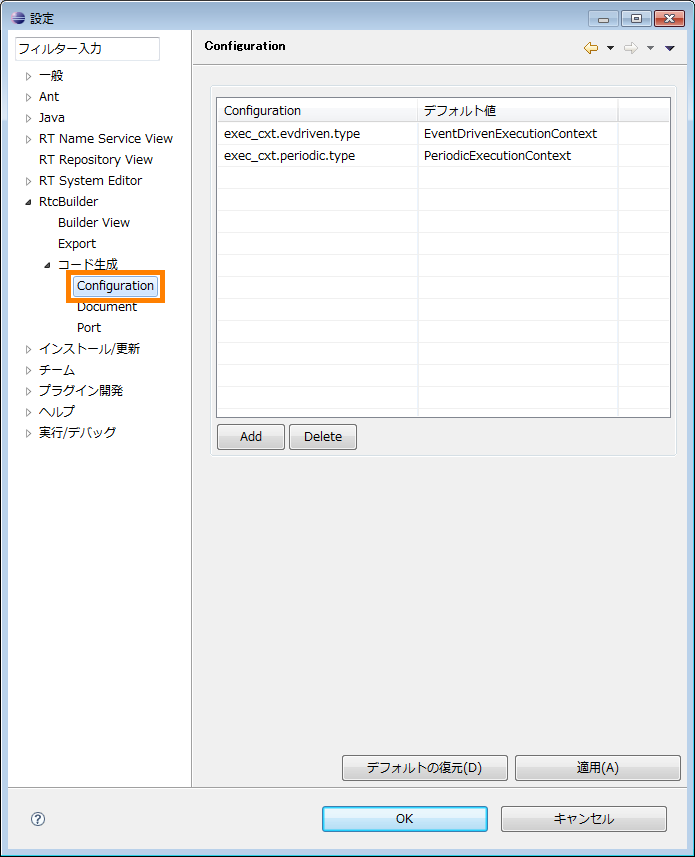 設定
フィルター入力
Configuration
一般
Ant
Java
RT Name Service View
RT Repository View
RT System Editor
RtcBuilder
Builder View
Export
コード生成
Configuration
Document
Port
インストール/更新
チーム
プラグイン開発
ヘルプ
実行/デバッグ
Configuration デフォルト値
exec_cxt.evdriven.type EventDrivenExecutionContext
exec_cxt.periodic.type PeriodicExecutionContext
Add Delete
デフォルトの復元(D) 適用(A)
? OK キャンセル